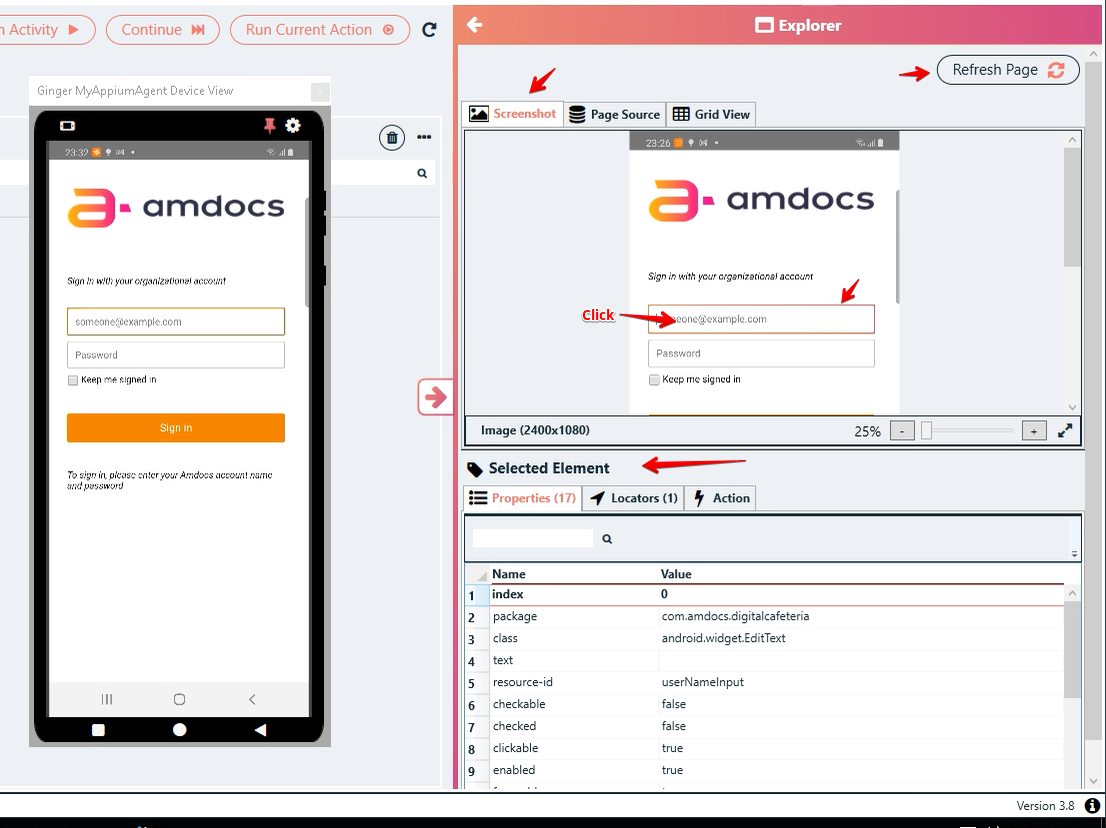 n Activity
Continue
Run Current Action
Explorer
Refresh Page
Ginger MyAppiumAgent Device View
Screenshot
Page Source
Grid View
23:32
amdocs
Sign in with your organizational account
someone@example.com
Password
Keep me signed in
Sign in
To sign in, please enter your Amdocs account name
and password
23:26
amdocs
Sign in with your organizational account
Click
eone@example.com
Password
Keep me signed in
Image (2400x1080)
25%
-
+
Selected Element
Properties (17)
Locators (1)
Action
Name Value
1 index 0
2 package com.amdocs.digitalcafeteria
3 class android.widget.EditText
4 text
5 resource-id userNameInput
6 checkable false
7 checked false
8 clickable true
9 enabled true
Version 3.8